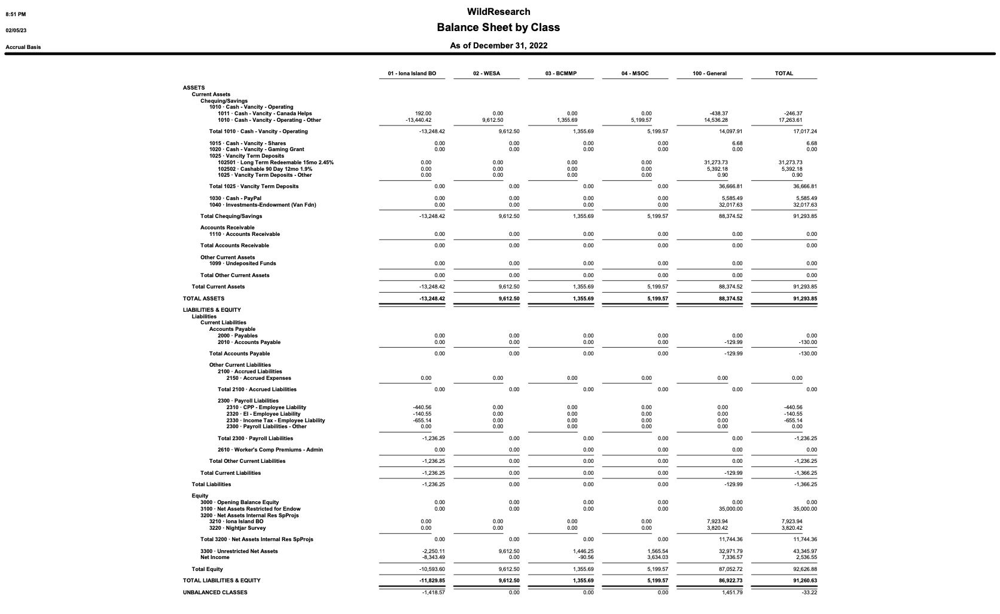 8:51 PM
WildResearch
02/05/23
Balance Sheet by Class
Accrual Basis
As of December 31, 2022
01 - Iona Island BO 02 - WESA 03 - BCMMP 04 - MSOC 100 - General TOTAL
ASSETS
Current Assets
Chequing/Savings
1010 · Cash - Vancity - Operating
1011 · Cash - Vancity - Canada Helps 192.00 0.00 0.00 0.00 -438.37 -246.37
1010 · Cash - Vancity - Operating - Other -13,440.42 9,612.50 1,355.69 5,199.57 14,536.28 17,263.61
Total 1010 · Cash - Vancity - Operating -13,248.42 9,612.50 1,355.69 5,199.57 14,097.91 17,017.24
1015 · Cash - Vancity - Shares 0.00 0.00 0.00 0.00 6.68 6.68
1020 · Cash - Vancity - Gaming Grant 0.00 0.00 0.00 0.00 0.00 0.00
1025 · Vancity Term Deposits
102501 · Long Term Redeemable 15mo 2.45% 0.00 0.00 0.00 0.00 31,273.73 31,273.73
102502 · Cashable 90 Day 12mo 1.9% 0.00 0.00 0.00 0.00 5,392.18 5,392.18
1025 · Vancity Term Deposits - Other 0.00 0.00 0.00 0.00 0.90 0.90
Total 1025 · Vancity Term Deposits 0.00 0.00 0.00 0.00 36,666.81 36,666.81
1030 · Cash - PayPal 0.00 0.00 0.00 0.00 5,585.49 5,585.49
1040 · Investments-Endowment (Van Fdn) 0.00 0.00 0.00 0.00 32,017.63 32,017.63
Total Chequing/Savings -13,248.42 9,612.50 1,355.69 5,199.57 88,374.52 91,293.85
Accounts Receivable
1110 · Accounts Receivable 0.00 0.00 0.00 0.00 0.00 0.00
Total Accounts Receivable 0.00 0.00 0.00 0.00 0.00 0.00
Other Current Assets
1099 · Undeposited Funds 0.00 0.00 0.00 0.00 0.00 0.00
Total Other Current Assets 0.00 0.00 0.00 0.00 0.00 0.00
Total Current Assets -13,248.42 9,612.50 1,355.69 5,199.57 88,374.52 91,293.85
TOTAL ASSETS -13,248.42 9,612.50 1,355.69 5,199.57 88,374.52 91,293.85
LIABILITIES & EQUITY
Liabilities
Current Liabilities
Accounts Payable
2000 · Payables 0.00 0.00 0.00 0.00 0.00 0.00
2010 · Accounts Payable 0.00 0.00 0.00 0.00 -129.99 -130.00
Total Accounts Payable 0.00 0.00 0.00 0.00 -129.99 -130.00
Other Current Liabilities
2100 · Accrued Liabilities
2150 · Accrued Expenses 0.00 0.00 0.00 0.00 0.00 0.00
Total 2100 · Accrued Liabilities 0.00 0.00 0.00 0.00 0.00 0.00
2300 · Payroll Liabilities
2310 · CPP - Employee Liability -440.56 0.00 0.00 0.00 0.00 -440.56
2320 · EI - Employee Liability -140.55 0.00 0.00 0.00 0.00 -140.55
2330 · Income Tax - Employee Liability -655.14 0.00 0.00 0.00 0.00 -655.14
2300 · Payroll Liabilities - Other 0.00 0.00 0.00 0.00 0.00 0.00
Total 2300 · Payroll Liabilities -1,236.25 0.00 0.00 0.00 0.00 -1,236.25
2610 · Worker's Comp Premiums - Admin 0.00 0.00 0.00 0.00 0.00 0.00
Total Other Current Liabilities -1,236.25 0.00 0.00 0.00 0.00 -1,236.25
Total Current Liabilities -1,236.25 0.00 0.00 0.00 -129.99 -1,366.25
Total Liabilities -1,236.25 0.00 0.00 0.00 -129.99 -1,366.25
Equity
3000 · Opening Balance Equity 0.00 0.00 0.00 0.00 0.00 0.00
3100 · Net Assets Restricted for Endow 0.00 0.00 0.00 0.00 35,000.00 35,000.00
3200 · Net Assets Internal Res SpProjs
3210 · Iona Island BO 0.00 0.00 0.00 0.00 7,923.94 7,923.94
3220 · Nightjar Survey 0.00 0.00 0.00 0.00 3,820.42 3,820.42
Total 3200 · Net Assets Internal Res SpProjs 0.00 0.00 0.00 0.00 11,744.36 11,744.36
3300 · Unrestricted Net Assets -2,250.11 9,612.50 1,446.25 1,565.54 32,971.79 43,345.97
Net Income -8,343.49 0.00 -90.56 3,634.03 7,336.57 2,536.55
Total Equity -10,593.60 9,612.50 1,355.69 5,199.57 87,052.72 92,626.88
TOTAL LIABILITIES & EQUITY -11,829.85 9,612.50 1,355.69 5,199.57 86,922.73 91,260.63
UNBALANCED CLASSES -1,418.57 0.00 0.00 0.00 1,451.79 -33.22